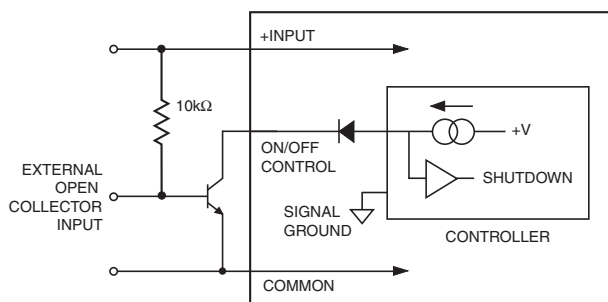 +INPUT
10kΩ
+V
ON/OFF
CONTROL
EXTERNAL
OPEN
COLLECTOR
INPUT
SHUTDOWN
SIGNAL
GROUND
CONTROLLER
COMMON